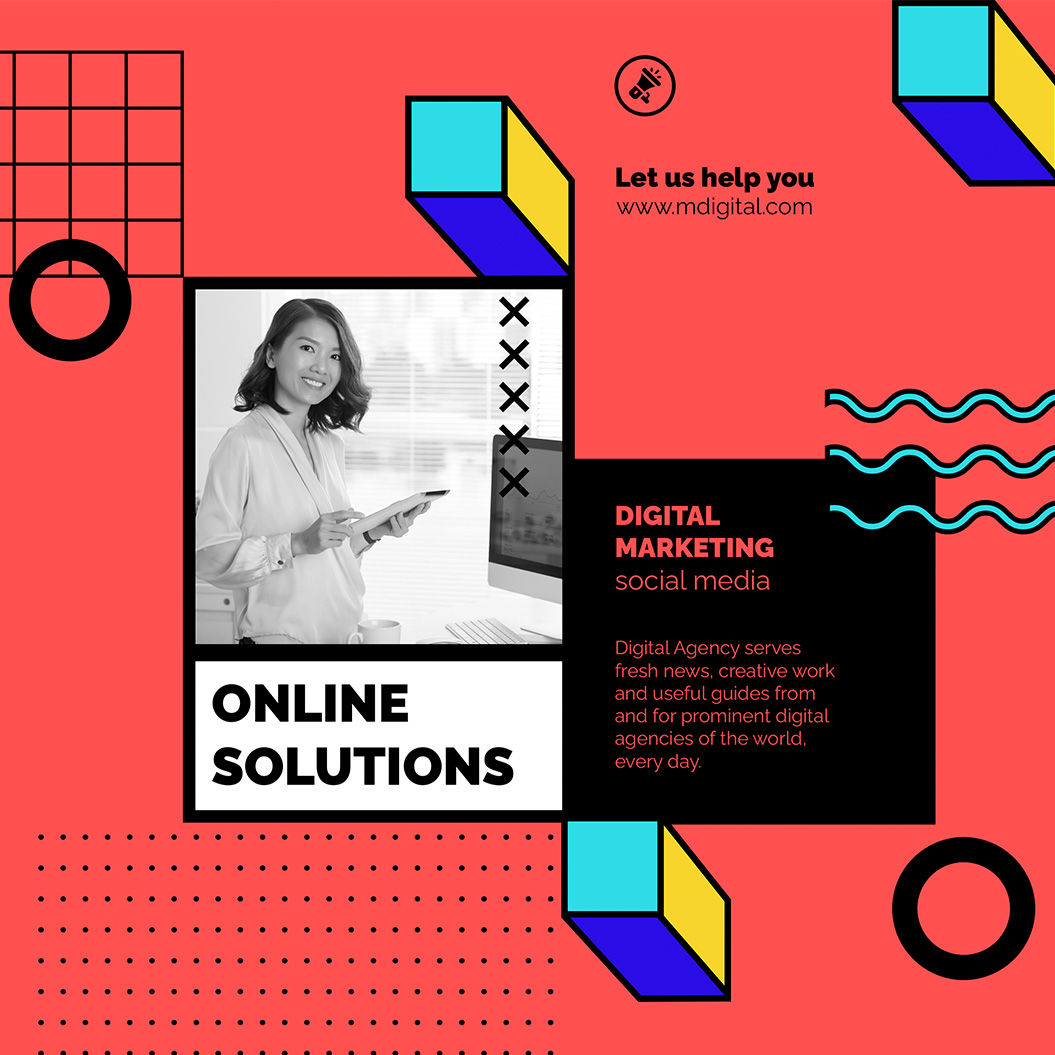 Let us help you
www.mdigital.com
DIGITAL
MARKETING
social media
Digital Agency serves
fresh news, creative work
and useful guides from
and for prominent digital
agencies of the world,
every day.
ONLINE
SOLUTIONS